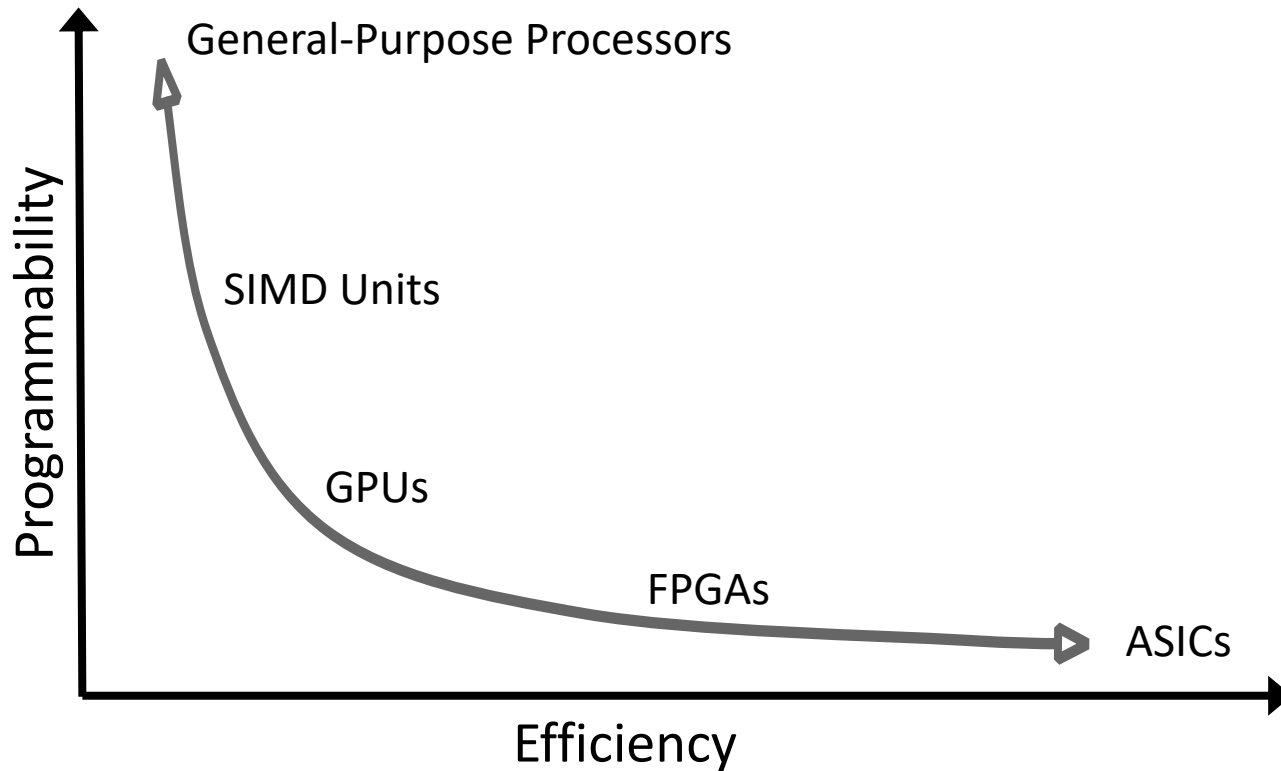 General-Purpose Processors
Programmability
SIMD Units
GPUs
FPGAs
ASICs
Efficiency